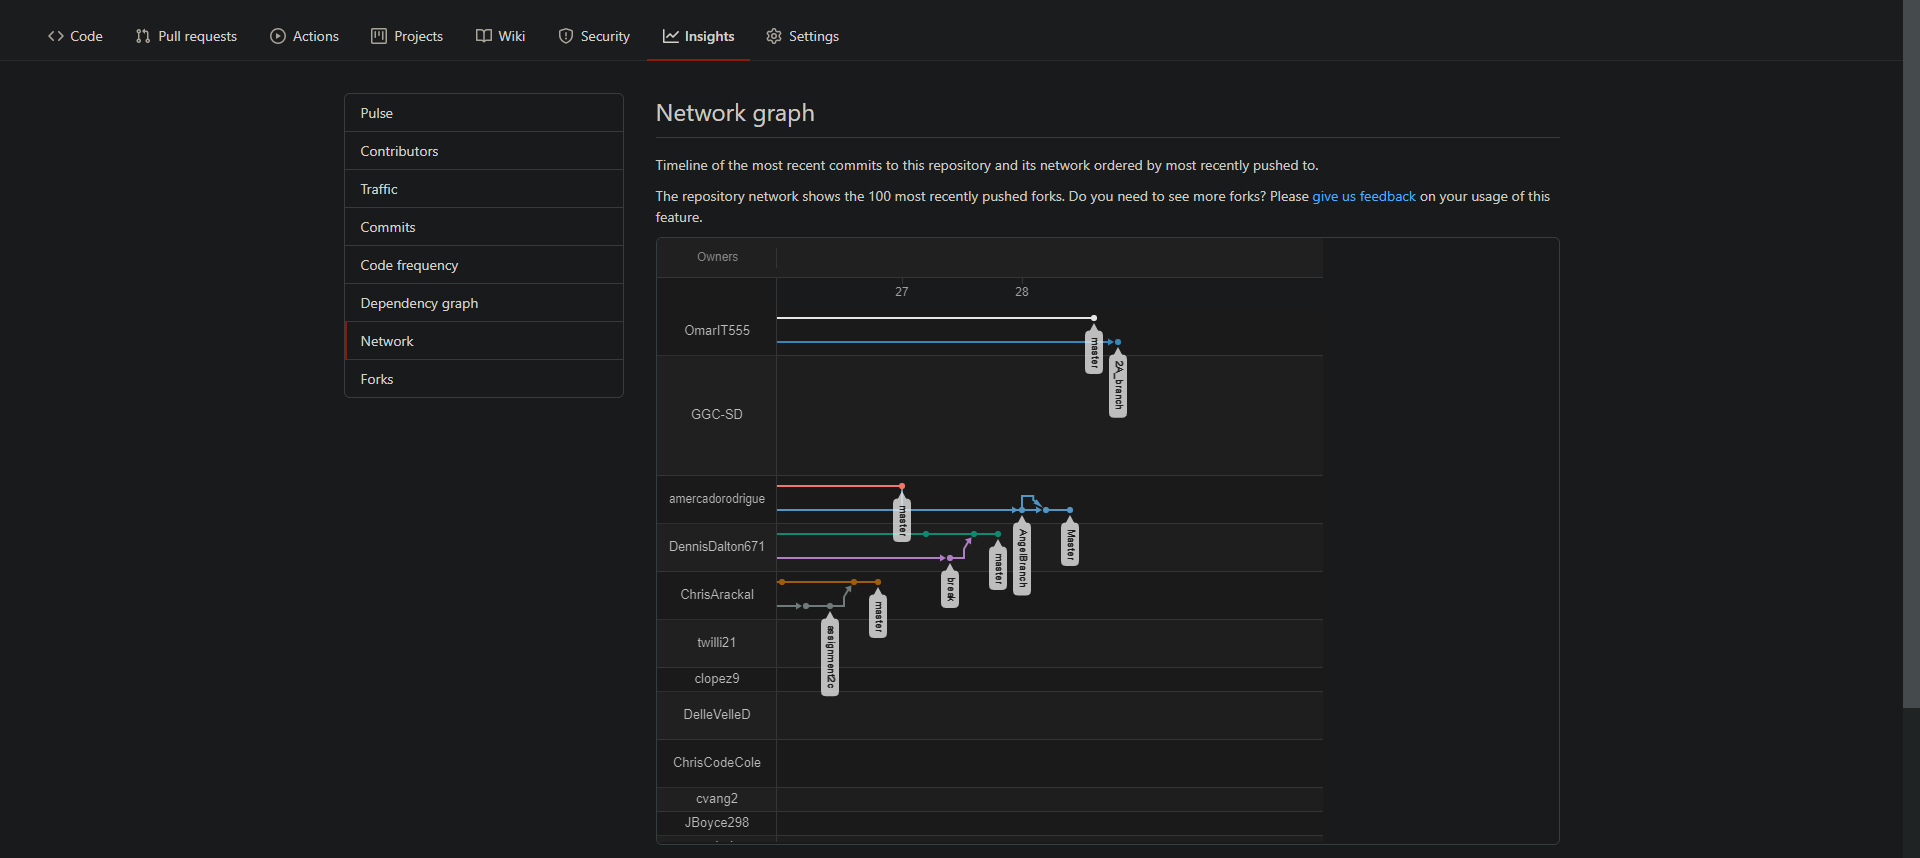 Code Pull requests Actions Projects Wiki Security Insights Settings
Pulse
Contributors
Traffic
Commits
Code frequency
Dependency graph
Network
Forks
Network graph
Timeline of the most recent commits to this repository and its network ordered by most recently pushed to.
The repository network shows the 100 most recently pushed forks. Do you need to see more forks? Please give us feedback on your usage of this
feature.
Owners
27 28
OmarIT555
master
2A_branch
GGC-SD
amercadorodrigue
master
AngelBranch
Master
DennisDalton671
master
break
ChrisArackal
master
assignment2c
twilli21
clopez9
DelleVelleD
ChrisCodeCole
cvang2
JBoyce298